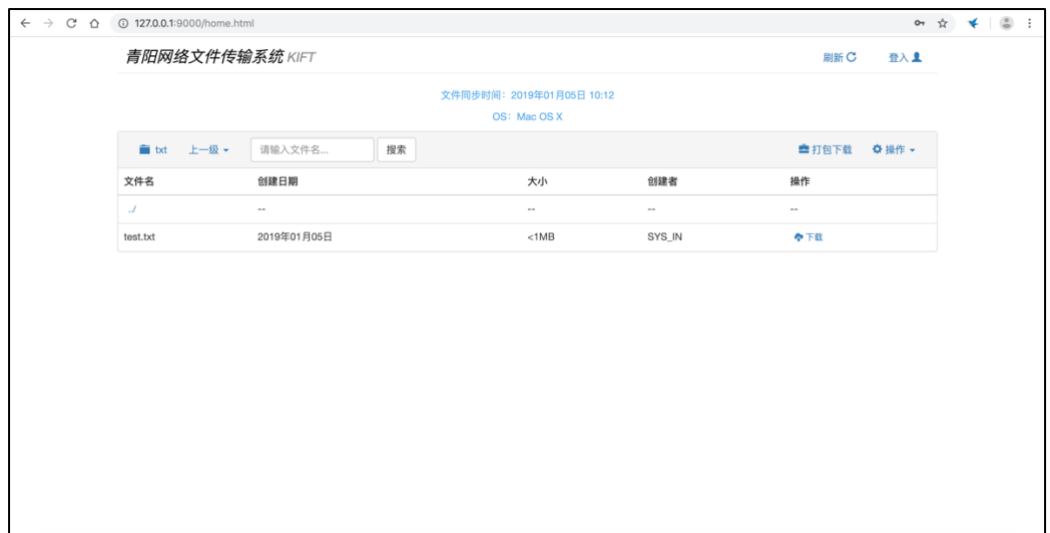 127.0.0.1:9000/home.html
青阳网络文件传输系统 KIFT 刷新 登入
文件同步时间：2019年01月05日 10:12
OS：Mac OS X
txt 上一级 请输入文件名... 搜索 打包下载 操作
文件名 创建日期 大小 创建者 操作
../ -- -- -- --
test.txt 2019年01月05日 <1MB SYS_IN 下载